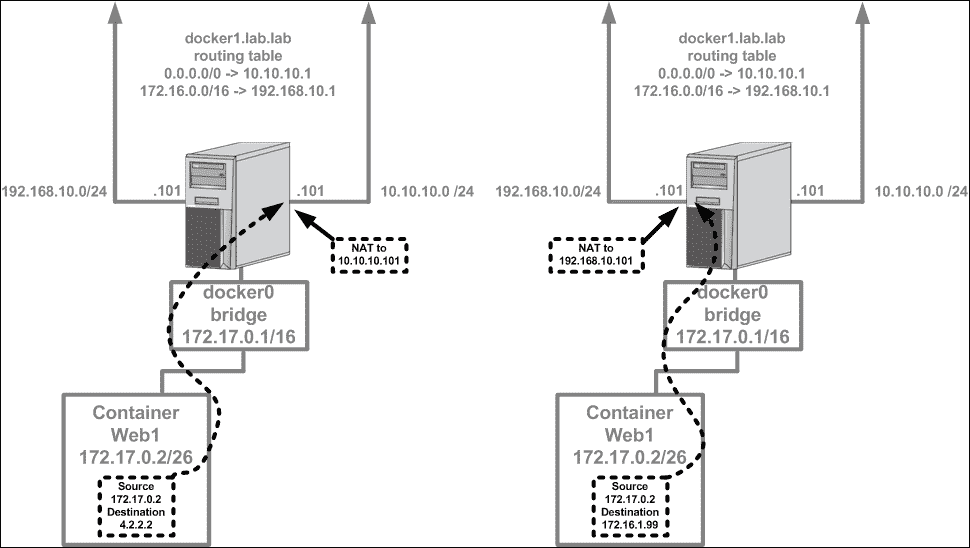 docker1.lab.lab
routing table
0.0.0.0/0 -> 10.10.10.1
172.16.0.0/16 -> 192.168.10.1
192.168.10.0/24
.101
.101
10.10.10.0 /24
NAT to
10.10.10.101
docker0
bridge
172.17.0.1/16
Container
Web1
172.17.0.2/26
Source
172.17.0.2
Destination
4.2.2.2
docker1.lab.lab
routing table
0.0.0.0/0 -> 10.10.10.1
172.16.0.0/16 -> 192.168.10.1
192.168.10.0/24
.101
.101
10.10.10.0 /24
NAT to
192.168.10.101
docker0
bridge
172.17.0.1/16
Container
Web1
172.17.0.2/26
Source
172.17.0.2
Destination
172.16.1.99